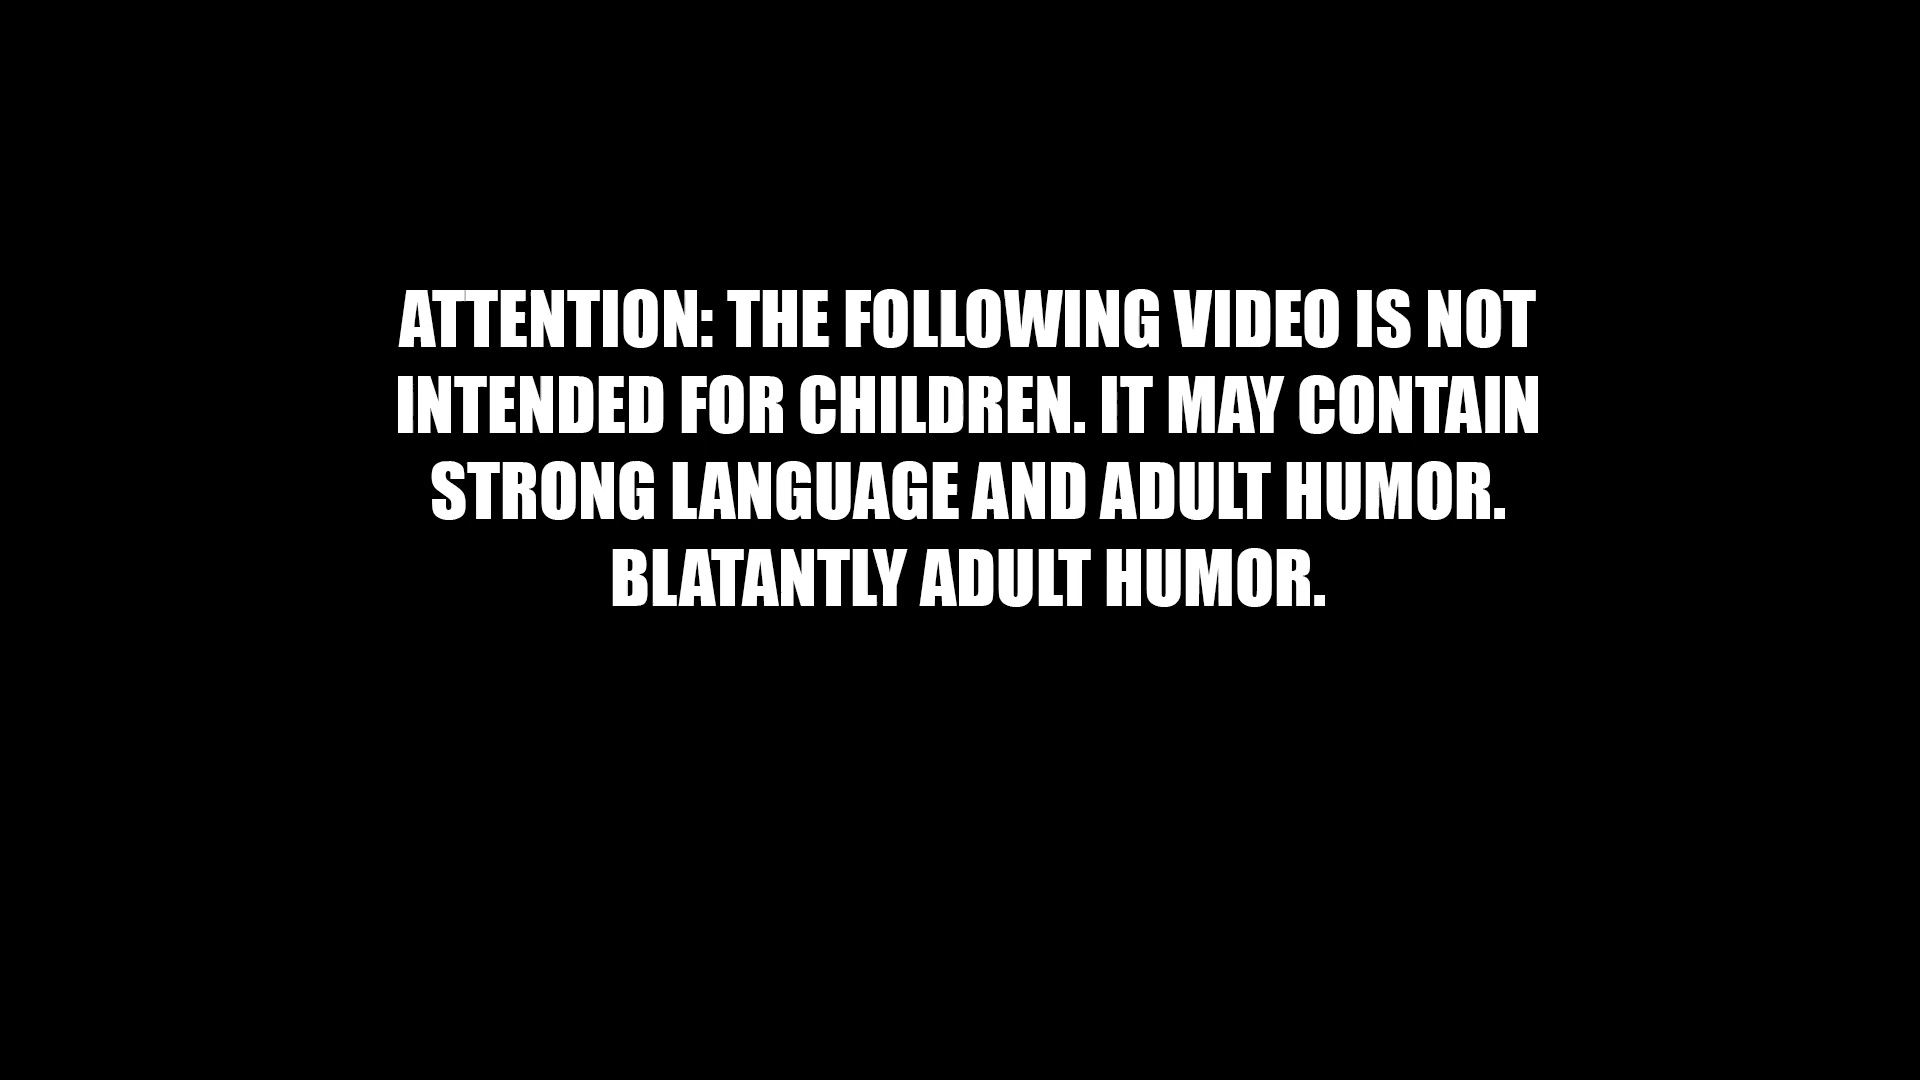 ATTENTION: THE FOLLOWING VIDEO IS NOT
INTENDED FOR CHILDREN. IT MAY CONTAIN
STRONG LANGUAGE AND ADULT HUMOR.
BLATANTLY ADULT HUMOR.